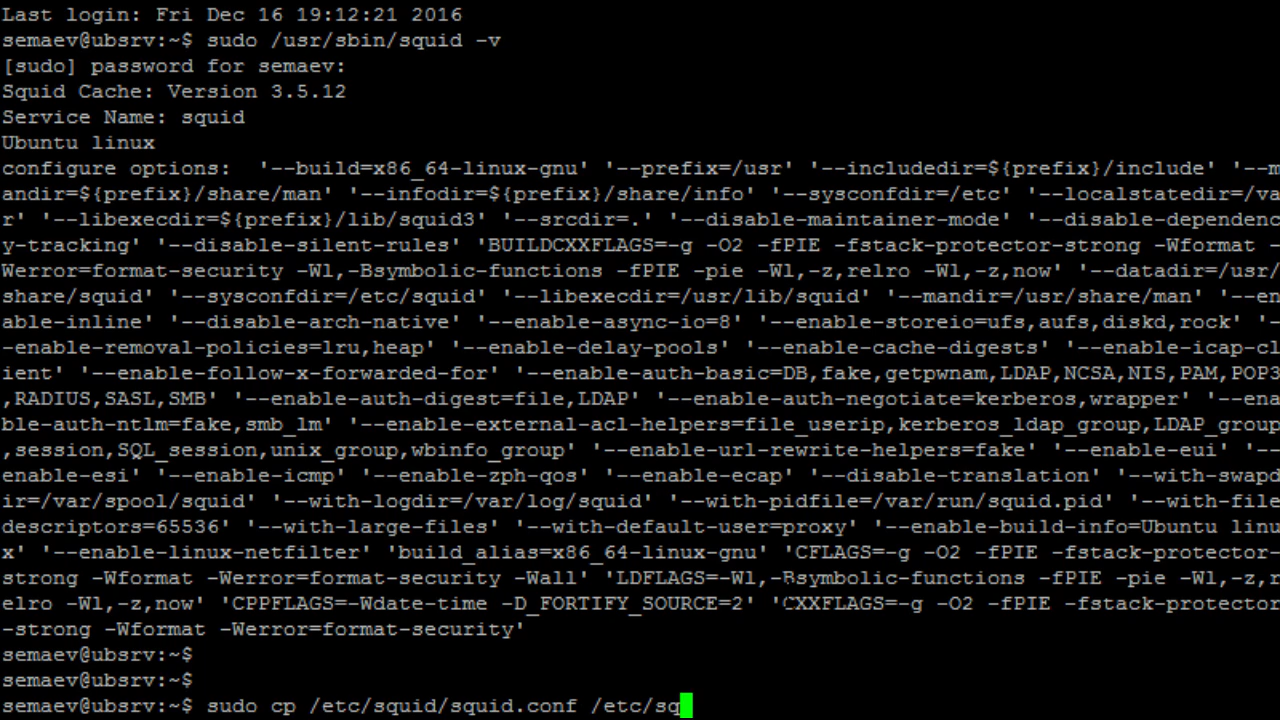 Last login: Fri Dec 16 19:12:21 2016
semaev@ubsrv:~$ sudo /usr/sbin/squid -v
[sudo] password for semaev:
Squid Cache: Version 3.5.12
Service Name: squid
Ubuntu linux
configure options:  '--build=x86_64-linux-gnu' '--prefix=/usr' '--includedir=${prefix}/include' '--m
andir=${prefix}/share/man' '--infodir=${prefix}/share/info' '--sysconfdir=/etc' '--localstatedir=/va
r' '--libexecdir=${prefix}/lib/squid3' '--srcdir=.' '--disable-maintainer-mode' '--disable-dependenc
y-tracking' '--disable-silent-rules' 'BUILDCXXFLAGS=-g -O2 -fPIE -fstack-protector-strong -Wformat -
Werror=format-security -Wl,-Bsymbolic-functions -fPIE -pie -Wl,-z,relro -Wl,-z,now' '--datadir=/usr/
share/squid' '--sysconfdir=/etc/squid' '--libexecdir=/usr/lib/squid' '--mandir=/usr/share/man' '--en
able-inline' '--disable-arch-native' '--enable-async-io=8' '--enable-storeio=ufs,aufs,diskd,rock' '-
-enable-removal-policies=lru,heap' '--enable-delay-pools' '--enable-cache-digests' '--enable-icap-cl
ient' '--enable-follow-x-forwarded-for' '--enable-auth-basic=DB,fake,getpwnam,LDAP,NCSA,NIS,PAM,POP3
,RADIUS,SASL,SMB' '--enable-auth-digest=file,LDAP' '--enable-auth-negotiate=kerberos,wrapper' '--ena
ble-auth-ntlm=fake,smb_lm' '--enable-external-acl-helpers=file_userip,kerberos_ldap_group,LDAP_group
,session,SQL_session,unix_group,wbinfo_group' '--enable-url-rewrite-helpers=fake' '--enable-eui' '--
enable-esi' '--enable-icmp' '--enable-zph-qos' '--enable-ecap' '--disable-translation' '--with-swapd
ir=/var/spool/squid' '--with-logdir=/var/log/squid' '--with-pidfile=/var/run/squid.pid' '--with-file
descriptors=65536' '--with-large-files' '--with-default-user=proxy' '--enable-build-info=Ubuntu linu
x' '--enable-linux-netfilter' 'build_alias=x86_64-linux-gnu' 'CFLAGS=-g -O2 -fPIE -fstack-protector-
strong -Wformat -Werror=format-security -Wall' 'LDFLAGS=-Wl,-Bsymbolic-functions -fPIE -pie -Wl,-z,r
elro -Wl,-z,now' 'CPPFLAGS=-Wdate-time -D_FORTIFY_SOURCE=2' 'CXXFLAGS=-g -O2 -fPIE -fstack-protector
-strong -Wformat -Werror=format-security'
semaev@ubsrv:~$
semaev@ubsrv:~$
semaev@ubsrv:~$ sudo cp /etc/squid/squid.conf /etc/sq